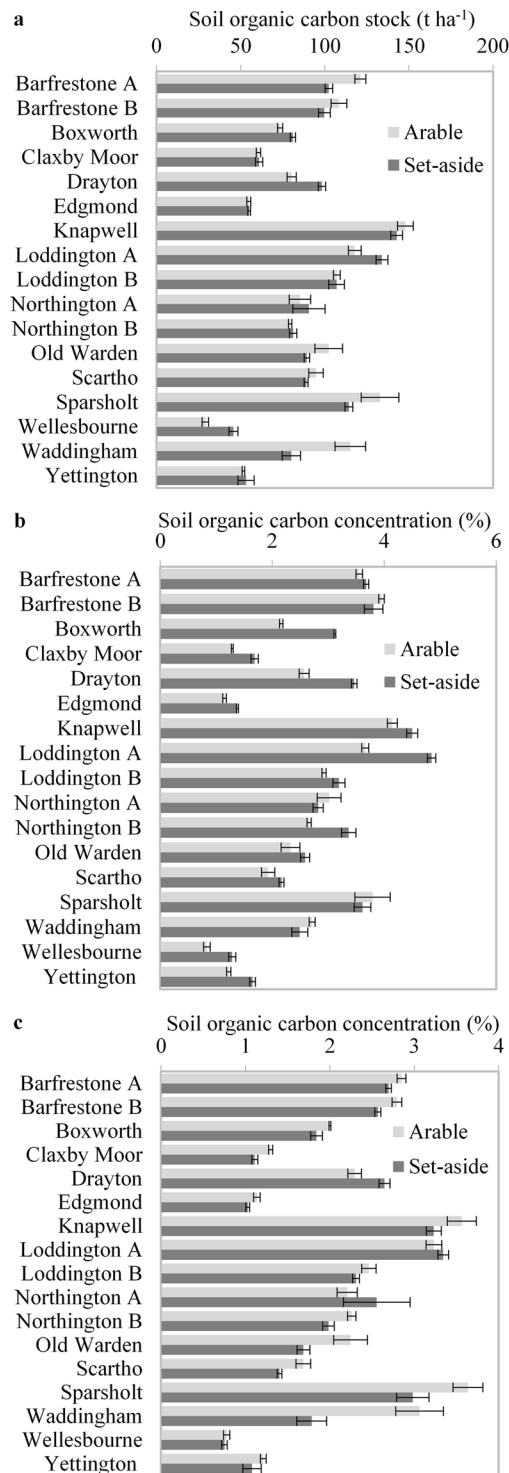 a Soil organic carbon stock (t ha⁻¹)
0 50 100 150 200
Barfrestone A
Barfrestone B
Boxworth
Claxby Moor
Drayton
Edgmond
Knapwell
Loddington A
Loddington B
Northington A
Northington B
Old Warden
Scartho
Sparsholt
Wellesbourne
Waddingham
Yettington
Arable
Set-aside
b Soil organic carbon concentration (%)
0 2 4 6
Barfrestone A
Barfrestone B
Boxworth
Claxby Moor
Drayton
Edgmond
Knapwell
Loddington A
Loddington B
Northington A
Northington B
Old Warden
Scartho
Sparsholt
Waddingham
Wellesbourne
Yettington
Arable
Set-aside
c Soil organic carbon concentration (%)
0 1 2 3 4
Barfrestone A
Barfrestone B
Boxworth
Claxby Moor
Drayton
Edgmond
Knapwell
Loddington A
Loddington B
Northington A
Northington B
Old Warden
Scartho
Sparsholt
Waddingham
Wellesbourne
Yettington
Arable
Set-aside